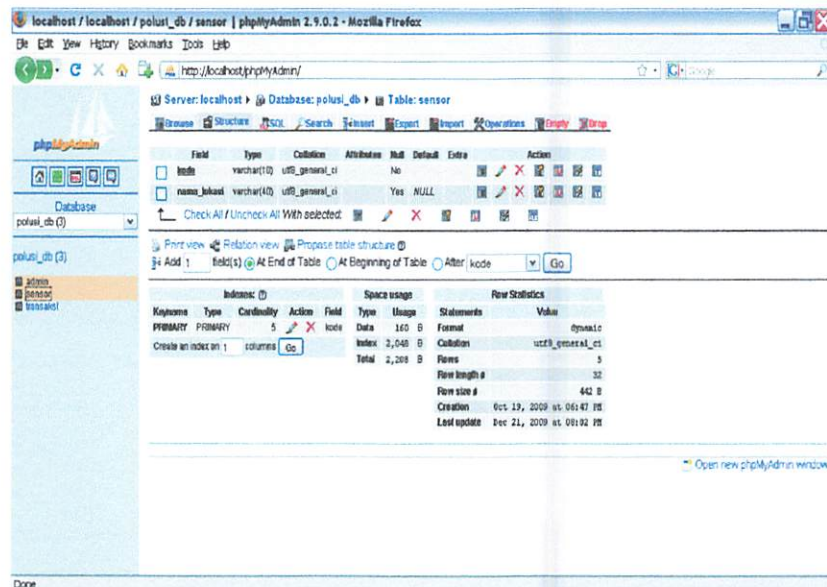 localhost / localhost / polusi_db / sensor | phpMyAdmin 2.9.0.2 - Mozilla Firefox
File Edit View History Bookmarks Tools Help
http://localhost/phpMyAdmin/
Google
phpMyAdmin
Database
polusi_db (3)
polusi_db (3)
admin
sensor
transaksi
Server: localhost Database: polusi_db Table: sensor
Browse Structure SQL Search Insert Export Import Operations Empty Drop
Field Type Collation Attributes Null Default Extra Action
kode varchar(10) utf8_general_ci No
nama_lokasi varchar(40) utf8_general_ci Yes NULL
Check All / Uncheck All With selected:
Print view Relation view Propose table structure
Add 1 field(s) At End of Table At Beginning of Table After kode Go
Indexes:
Keyname Type Cardinality Action Field
PRIMARY PRIMARY 5 kode
Create an index on 1 columns Go
Space usage
Type Usage
Data 160 B
Index 2,048 B
Total 2,208 B
Row Statistics
Statements Value
Format dynamic
Collation utf8_general_ci
Rows 5
Row length ø 32
Row size ø 442 B
Creation Oct 19, 2009 at 06:47 PM
Last update Dec 21, 2009 at 08:02 PM
Open new phpMyAdmin window
Done